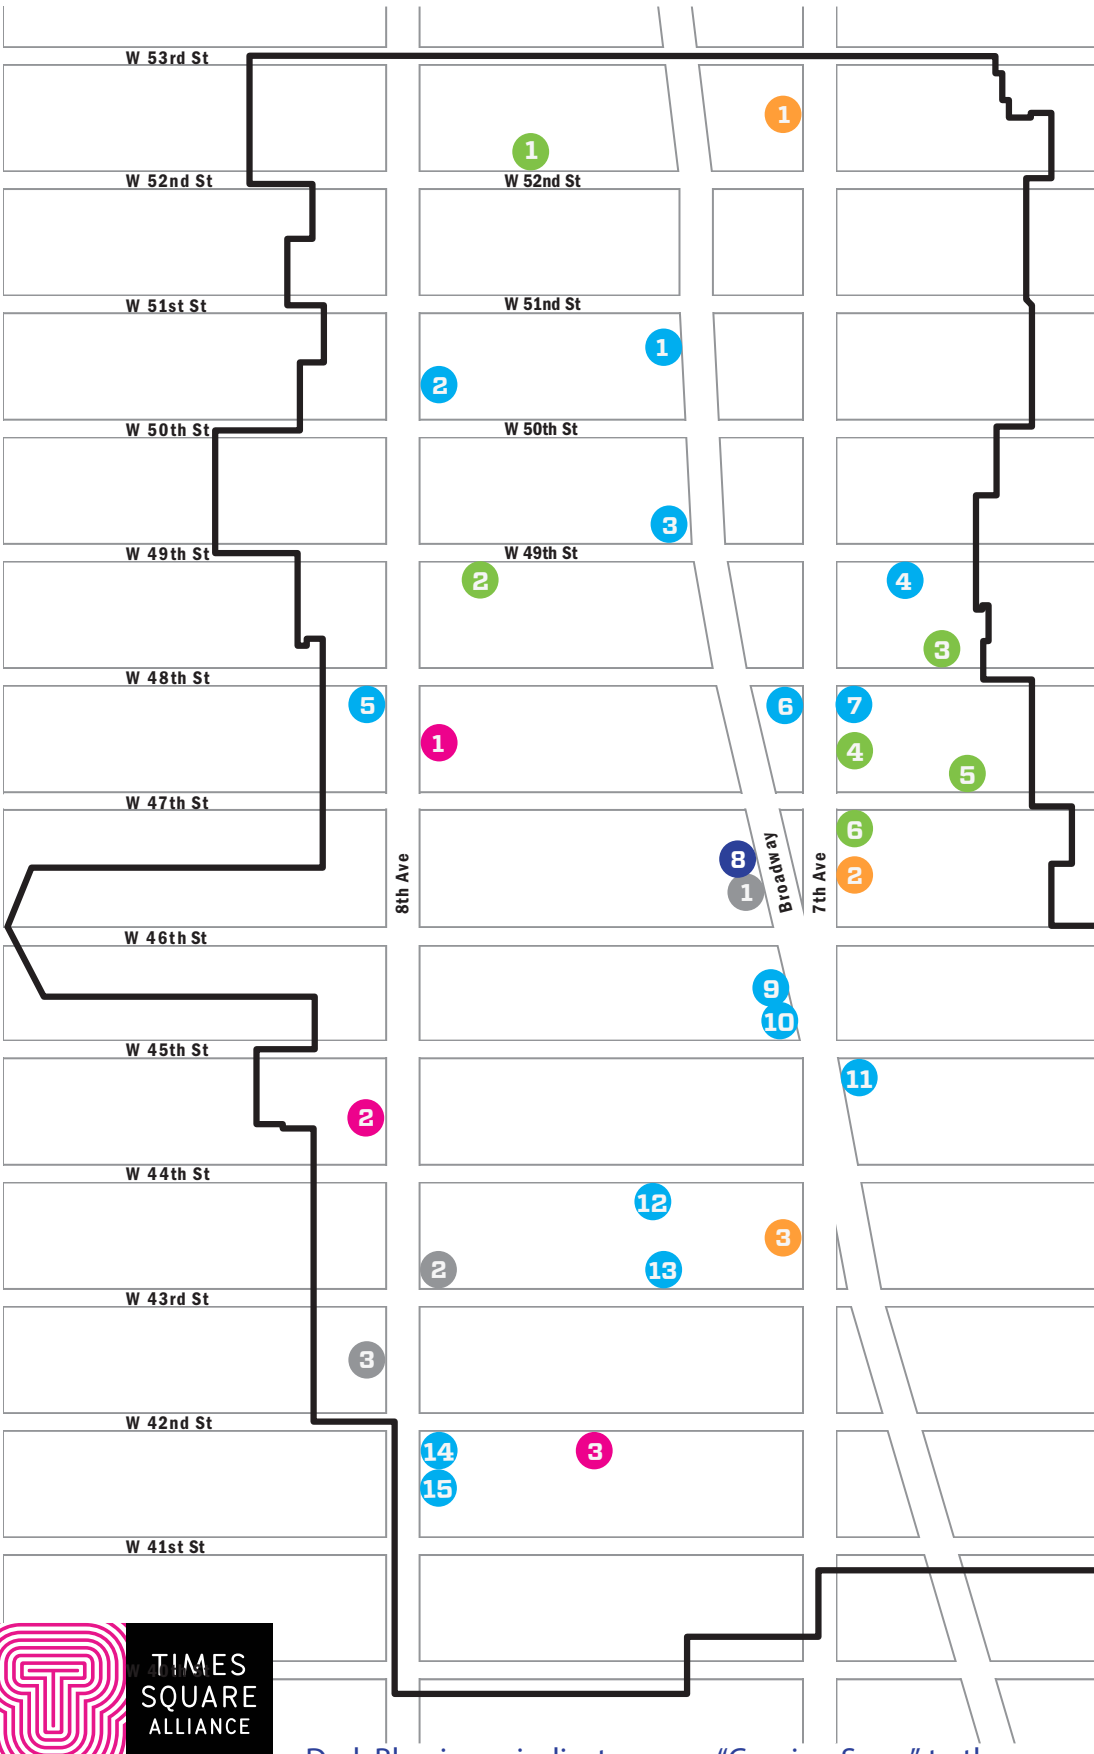 W 53rd St
1
1
W 52nd St
W 52nd St
W 51st St
W 51nd St
1
2
W 50th St
W 50th St
3
W 49th St
W 49th St
2
4
3
W 48th St
5
6
7
1
4
5
W 47th St
6
8
2
1
8th Ave
Broadway
7th Ave
W 46th St
9
10
W 45th St
11
2
W 44th St
12
3
2
13
W 43rd St
3
W 42nd St
14
3
15
W 41st St
W 40th St
TIMES
SQUARE
ALLIANCE